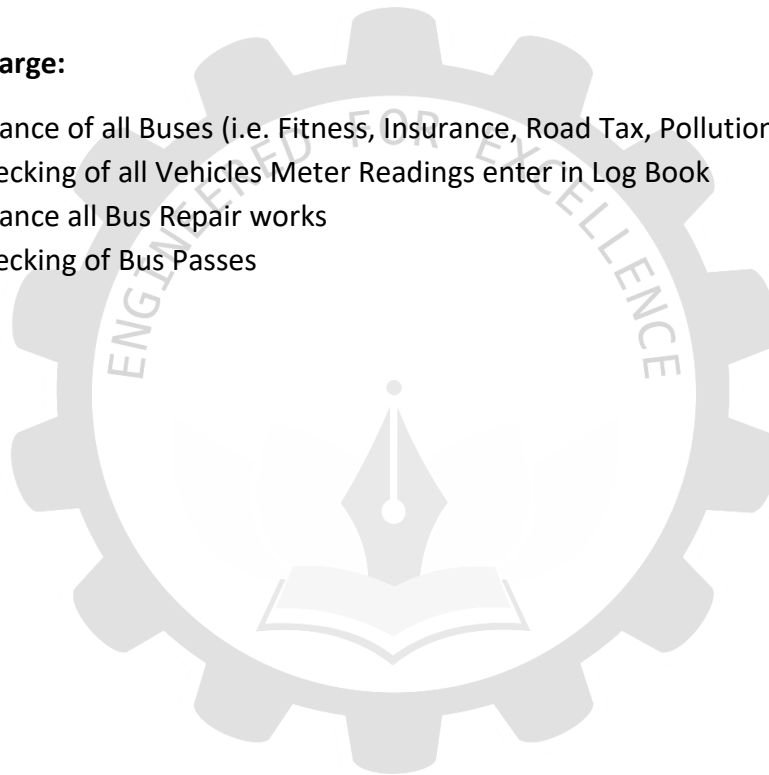 arge:
ance of all Buses (i.e. Fitness, Insurance, Road Tax, Pollution
ecking of all Vehicles Meter Readings enter in Log Book
ance all Bus Repair works
ecking of Bus Passes
ENGINEERED FOR EXCELLENCE